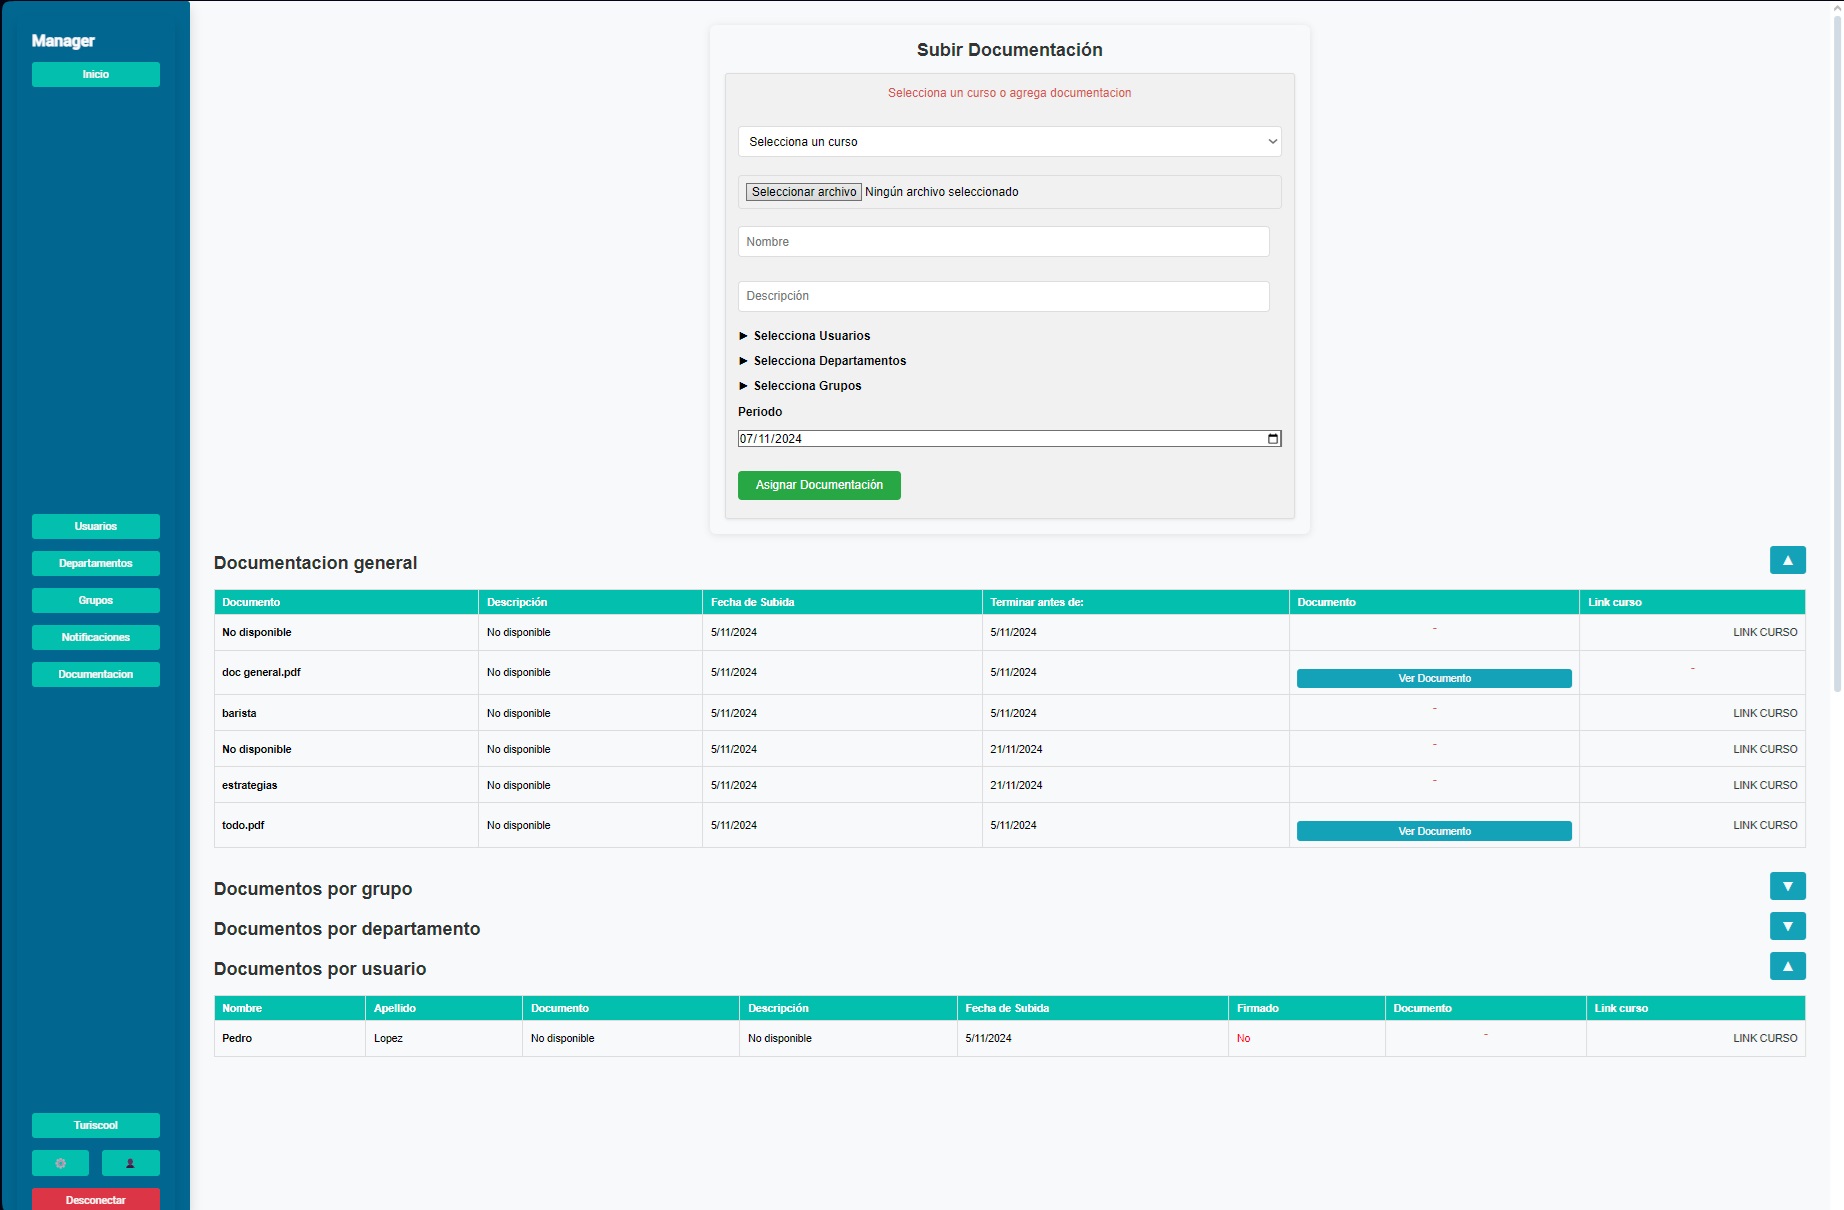 Manager
Inicio
Usuarios
Departamentos
Grupos
Notificaciones
Documentacion
Turiscool
Desconectar
Subir Documentación
Selecciona un curso o agrega documentacion
Selecciona un curso
Seleccionar archivo Ningún archivo seleccionado
Nombre
Descripción
► Selecciona Usuarios
► Selecciona Departamentos
► Selecciona Grupos
Periodo
07/11/2024
Asignar Documentación
Documentacion general ▲
Documento Descripción Fecha de Subida Terminar antes de: Documento Link curso
No disponible No disponible 5/11/2024 5/11/2024 - LINK CURSO
doc general.pdf No disponible 5/11/2024 5/11/2024 Ver Documento -
barista No disponible 5/11/2024 5/11/2024 - LINK CURSO
No disponible No disponible 5/11/2024 21/11/2024 - LINK CURSO
estrategias No disponible 5/11/2024 21/11/2024 - LINK CURSO
todo.pdf No disponible 5/11/2024 5/11/2024 Ver Documento LINK CURSO
Documentos por grupo ▼
Documentos por departamento ▼
Documentos por usuario ▲
Nombre Apellido Documento Descripción Fecha de Subida Firmado Documento Link curso
Pedro Lopez No disponible No disponible 5/11/2024 No - LINK CURSO